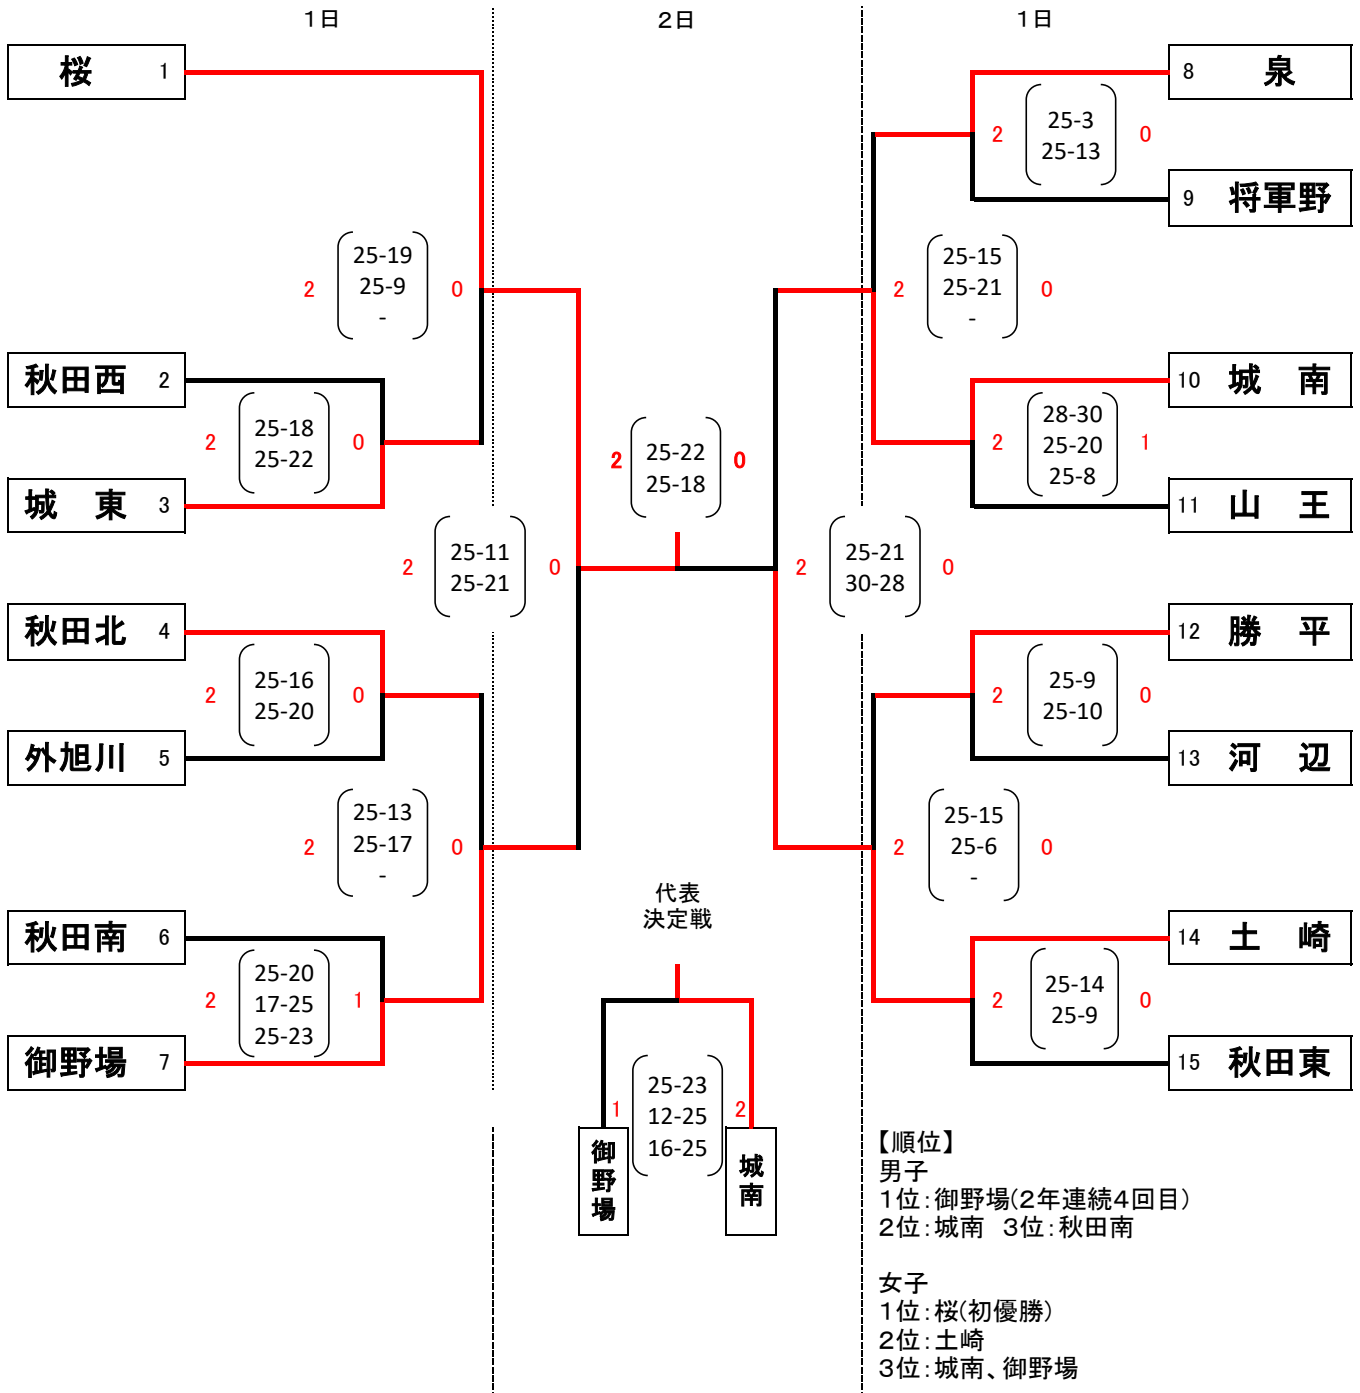 1日
2日
1日
桜 1
8 泉
2
25-3
25-13
0
9 将軍野
2
25-19
25-9
-
0
2
25-15
25-21
-
0
秋田西 2
10 城 南
2
25-18
25-22
0
2
25-22
25-18
0
2
28-30
25-20
25-8
1
城 東 3
11 山 王
2
25-11
25-21
0
2
25-21
30-28
0
秋田北 4
12 勝 平
2
25-16
25-20
0
2
25-9
25-10
0
外旭川 5
13 河 辺
2
25-13
25-17
-
0
2
25-15
25-6
-
0
代表
決定戦
秋田南 6
14 土 崎
2
25-20
17-25
25-23
1
2
25-14
25-9
0
御野場 7
15 秋田東
1
25-23
12-25
16-25
2
御野場
城南
【順位】
男子
1位:御野場(2年連続4回目)
2位:城南 3位:秋田南
女子
1位:桜(初優勝)
2位:土崎
3位:城南、御野場